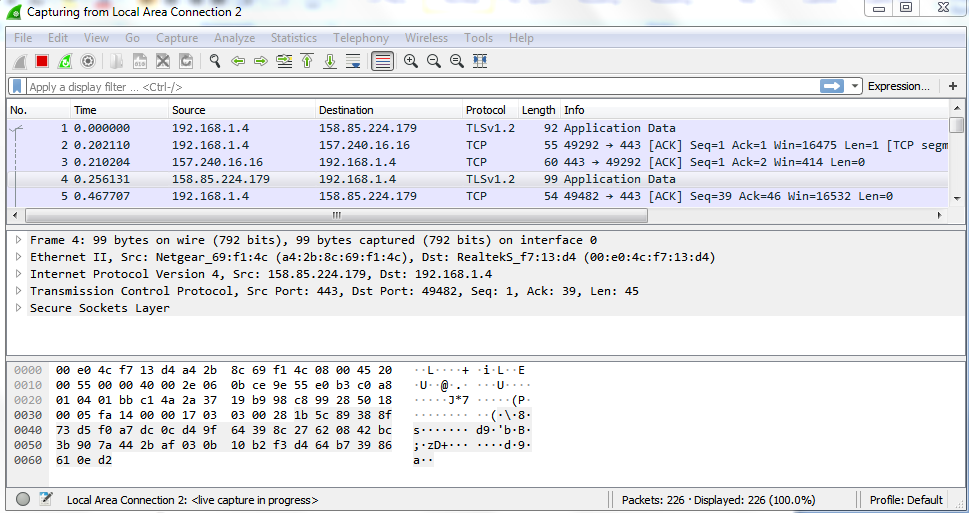 Capturing from Local Area Connection 2
File Edit View Go Capture Analyze Statistics Telephony Wireless Tools Help
Apply a display filter ... <Ctrl-/> Expression... +
No. Time Source Destination Protocol Length Info
1 0.000000 192.168.1.4 158.85.224.179 TLSv1.2 92 Application Data
2 0.202110 192.168.1.4 157.240.16.16 TCP 55 49292 → 443 [ACK] Seq=1 Ack=1 Win=16475 Len=1 [TCP segm
3 0.210204 157.240.16.16 192.168.1.4 TCP 60 443 → 49292 [ACK] Seq=1 Ack=2 Win=414 Len=0
4 0.256131 158.85.224.179 192.168.1.4 TLSv1.2 99 Application Data
5 0.467707 192.168.1.4 158.85.224.179 TCP 54 49482 → 443 [ACK] Seq=39 Ack=46 Win=16532 Len=0
Frame 4: 99 bytes on wire (792 bits), 99 bytes captured (792 bits) on interface 0
Ethernet II, Src: Netgear_69:f1:4c (a4:2b:8c:69:f1:4c), Dst: RealtekS_f7:13:d4 (00:e0:4c:f7:13:d4)
Internet Protocol Version 4, Src: 158.85.224.179, Dst: 192.168.1.4
Transmission Control Protocol, Src Port: 443, Dst Port: 49482, Seq: 1, Ack: 39, Len: 45
Secure Sockets Layer
0000 00 e0 4c f7 13 d4 a4 2b 8c 69 f1 4c 08 00 45 20 ··L····+ ·i·L··E
0010 00 55 00 00 40 00 2e 06 0b ce 9e 55 e0 b3 c0 a8 ·U··@·.· ···U····
0020 01 04 01 bb c1 4a 2a 37 19 b9 98 c8 99 28 50 18 ·····J*7 ·····(P·
0030 00 05 fa 14 00 00 17 03 03 00 28 1b 5c 89 38 8f ········ ··(·\·8·
0040 73 d5 f0 a7 dc 0c d4 9f 64 39 8c 27 62 08 42 bc s······· d9·'b·B·
0050 3b 90 7a 44 2b af 03 0b 10 b2 f3 d4 64 b7 39 86 ;·zD+··· ····d·9·
0060 61 0e d2 a··
Local Area Connection 2: <live capture in progress> Packets: 226 · Displayed: 226 (100.0%) Profile: Default